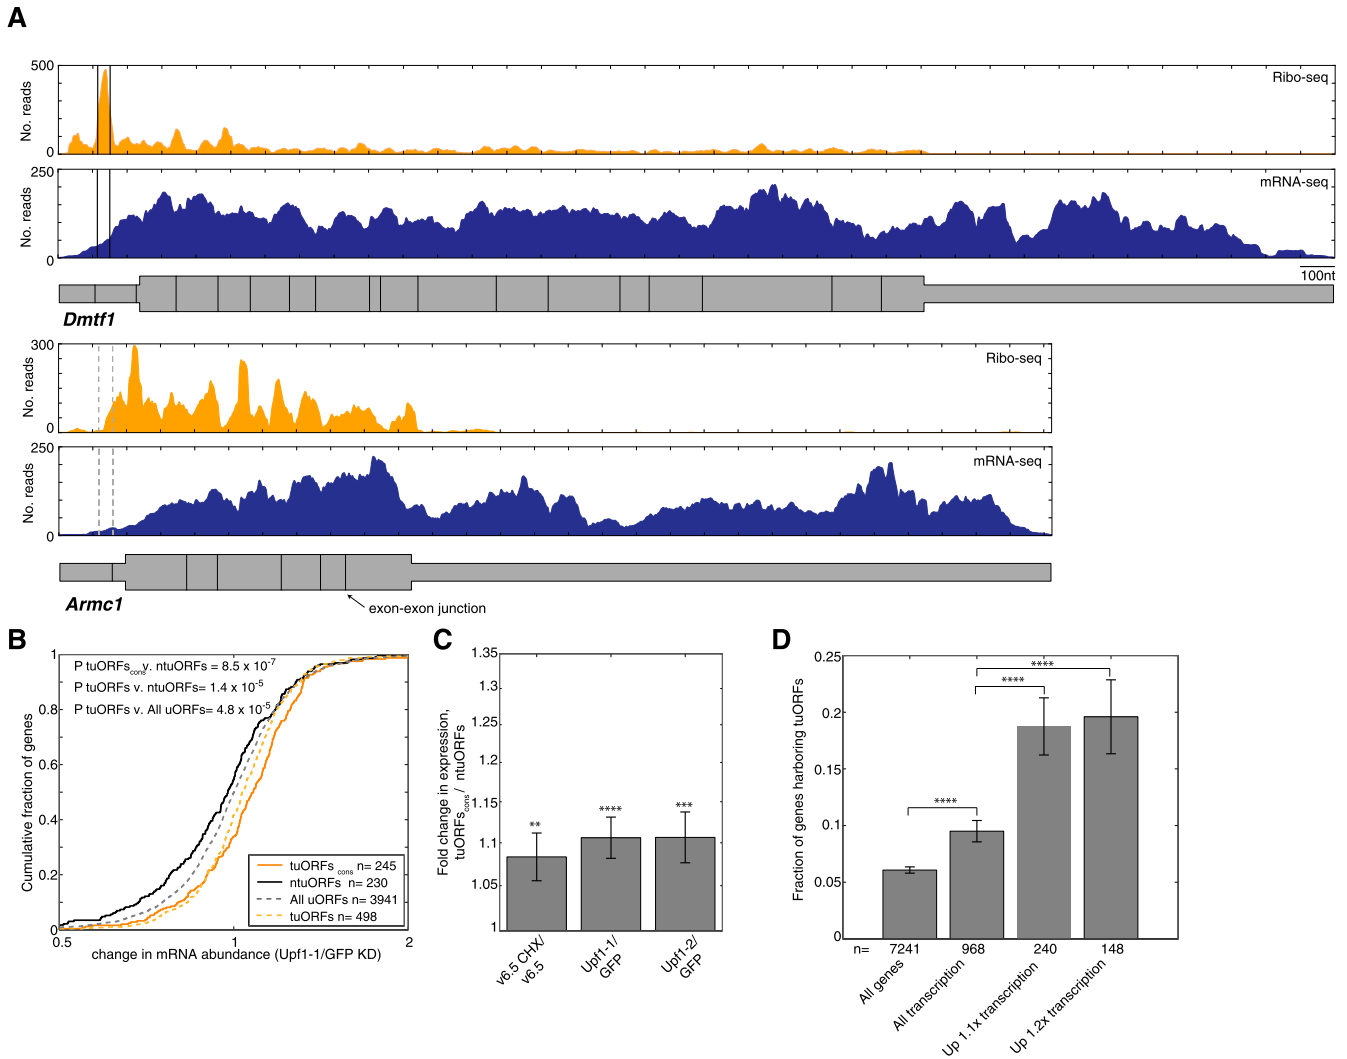 A
500
No. reads
0
Ribo-seq
250
No. reads
0
mRNA-seq
100nt
Dmtf1
300
No. reads
0
Ribo-seq
250
No. reads
0
mRNA-seq
Armc1
exon-exon junction
B
P tuORFscons v. ntuORFs = 8.5 x 10-7
P tuORFs v. ntuORFs= 1.4 x 10-5
P tuORFs v. All uORFs= 4.8 x 10-5
Cumulative fraction of genes
1
0.8
0.6
0.4
0.2
0
0.5
1
2
tuORFs cons n= 245
ntuORFs n= 230
All uORFs n= 3941
tuORFs n= 498
change in mRNA abundance (Upf1-1/GFP KD)
C
Fold change in expression,
tuORFscons / ntuORFs
1.35
1.3
1.25
1.2
1.15
1.1
1.05
1
**
****
***
v6.5 CHX/
v6.5
Upf1-1/
GFP
Upf1-2/
GFP
D
Fraction of genes harboring tuORFs
0.25
0.2
0.15
0.1
0.05
0
****
****
****
n= 7241 968 240 148
All genes
All transcription
Up 1.1x transcription
Up 1.2x transcription